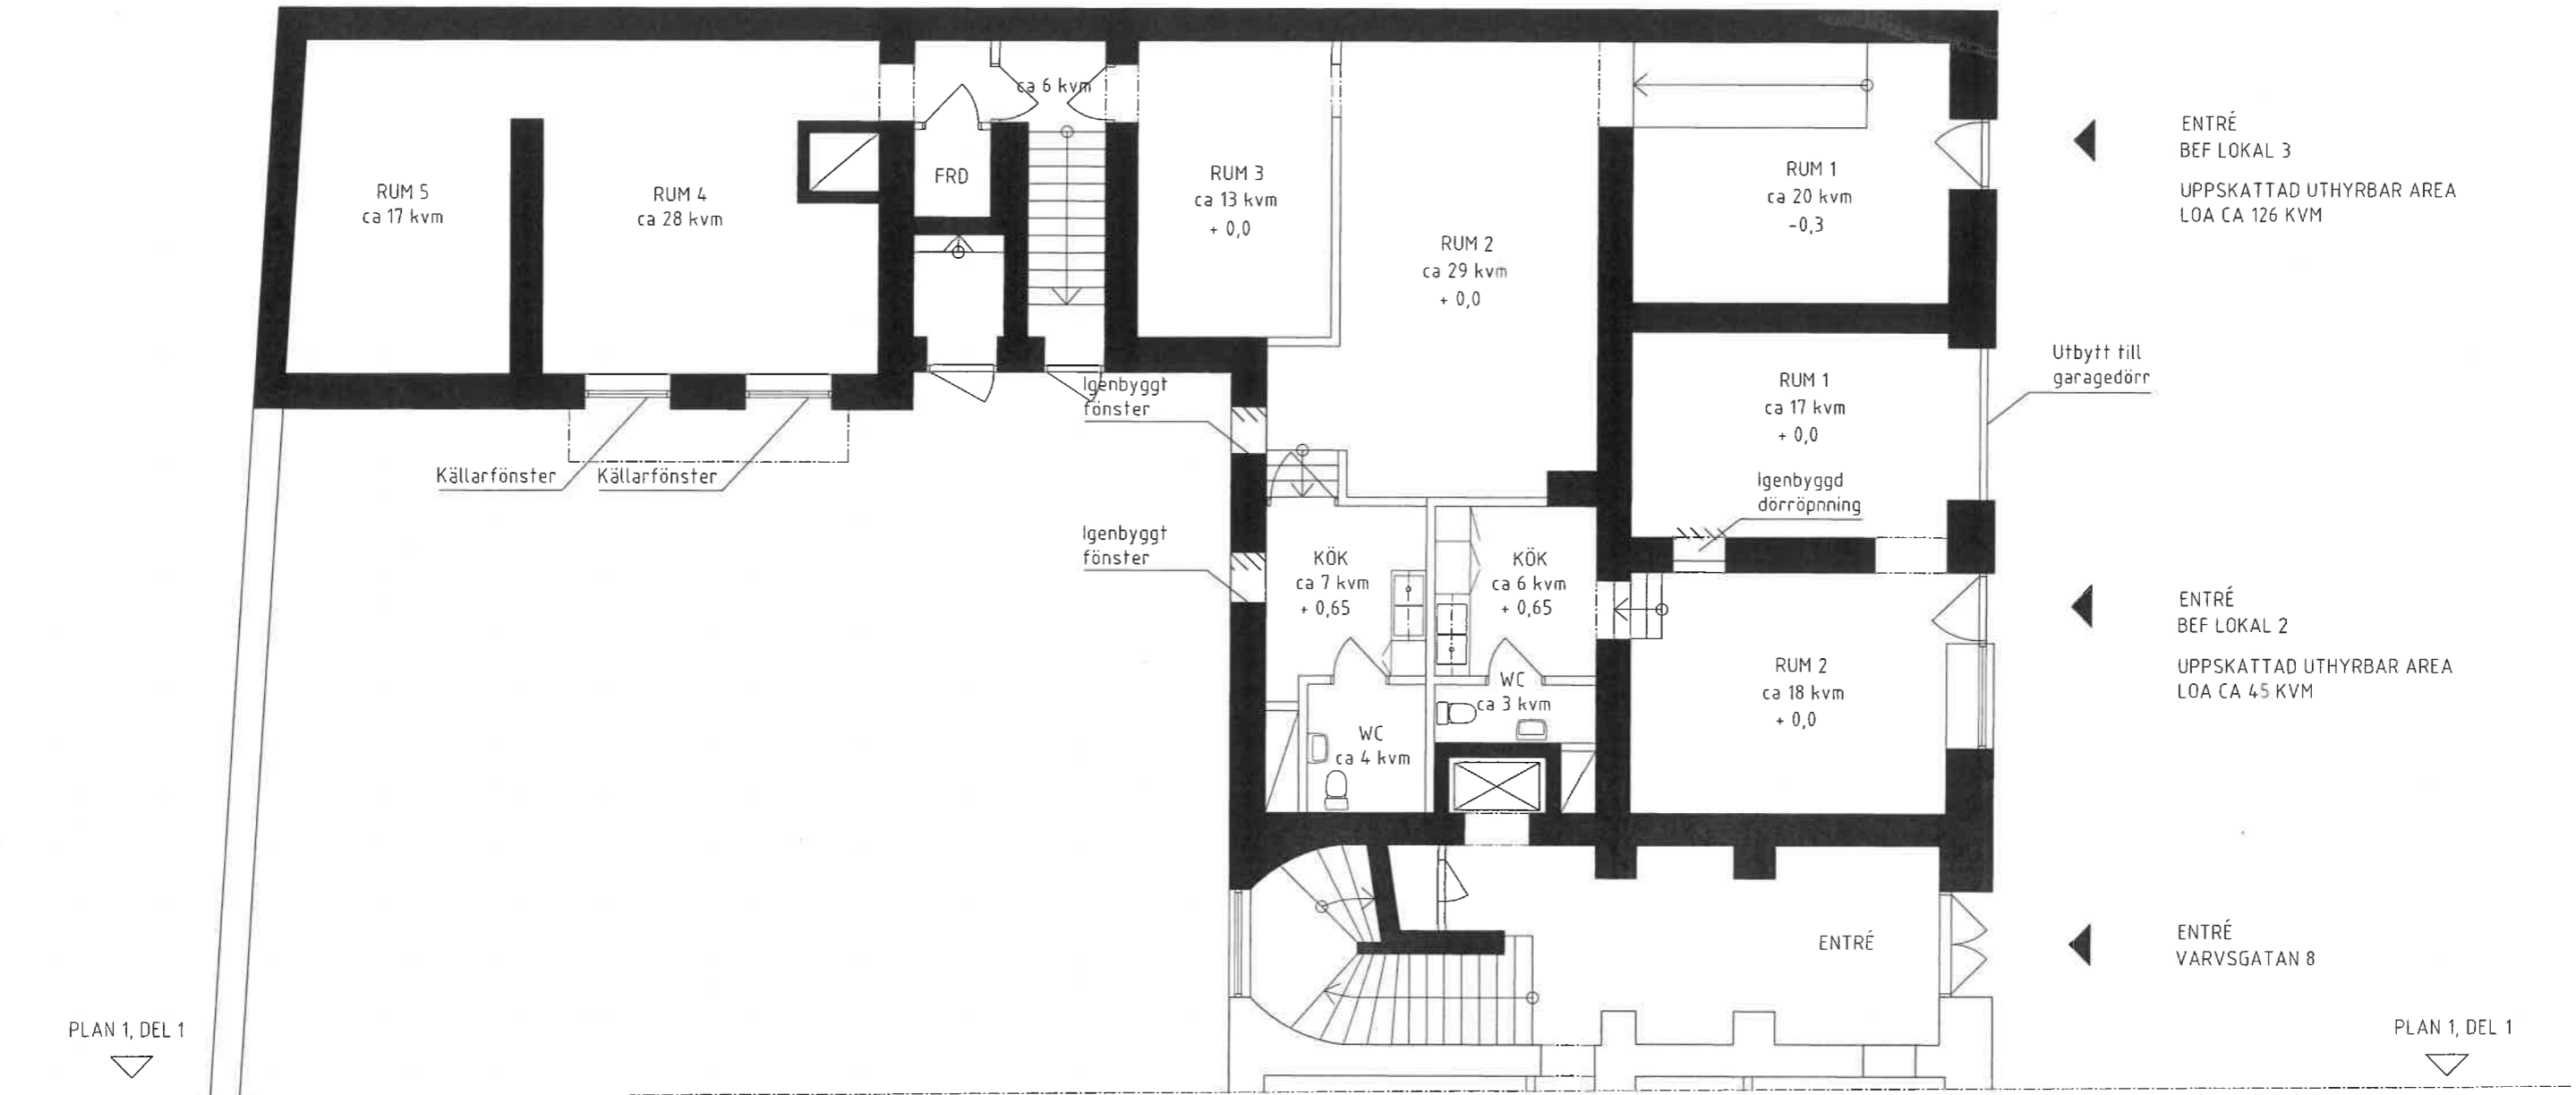 ca 6 kvm
ENTRÉ
BEF LOKAL 3
UPPSKATTAD UTHYRBAR AREA
LOA CA 126 KVM
RUM 5
ca 17 kvm
RUM 4
ca 28 kvm
FRD
RUM 3
ca 13 kvm
+ 0,0
RUM 2
ca 29 kvm
+ 0,0
RUM 1
ca 20 kvm
-0,3
Utbytt till
garagedörr
RUM 1
ca 17 kvm
+ 0,0
Igenbyggt
fönster
Källarfönster
Källarfönster
Igenbyggd
dörröpnning
Igenbyggt
fönster
KÖK
ca 7 kvm
+ 0,65
KÖK
ca 6 kvm
+ 0,65
ENTRÉ
BEF LOKAL 2
UPPSKATTAD UTHYRBAR AREA
LOA CA 45 KVM
RUM 2
ca 18 kvm
+ 0,0
WC
ca 3 kvm
WC
ca 4 kvm
ENTRÉ
ENTRÉ
VARVSGATAN 8
PLAN 1, DEL 1
PLAN 1, DEL 1